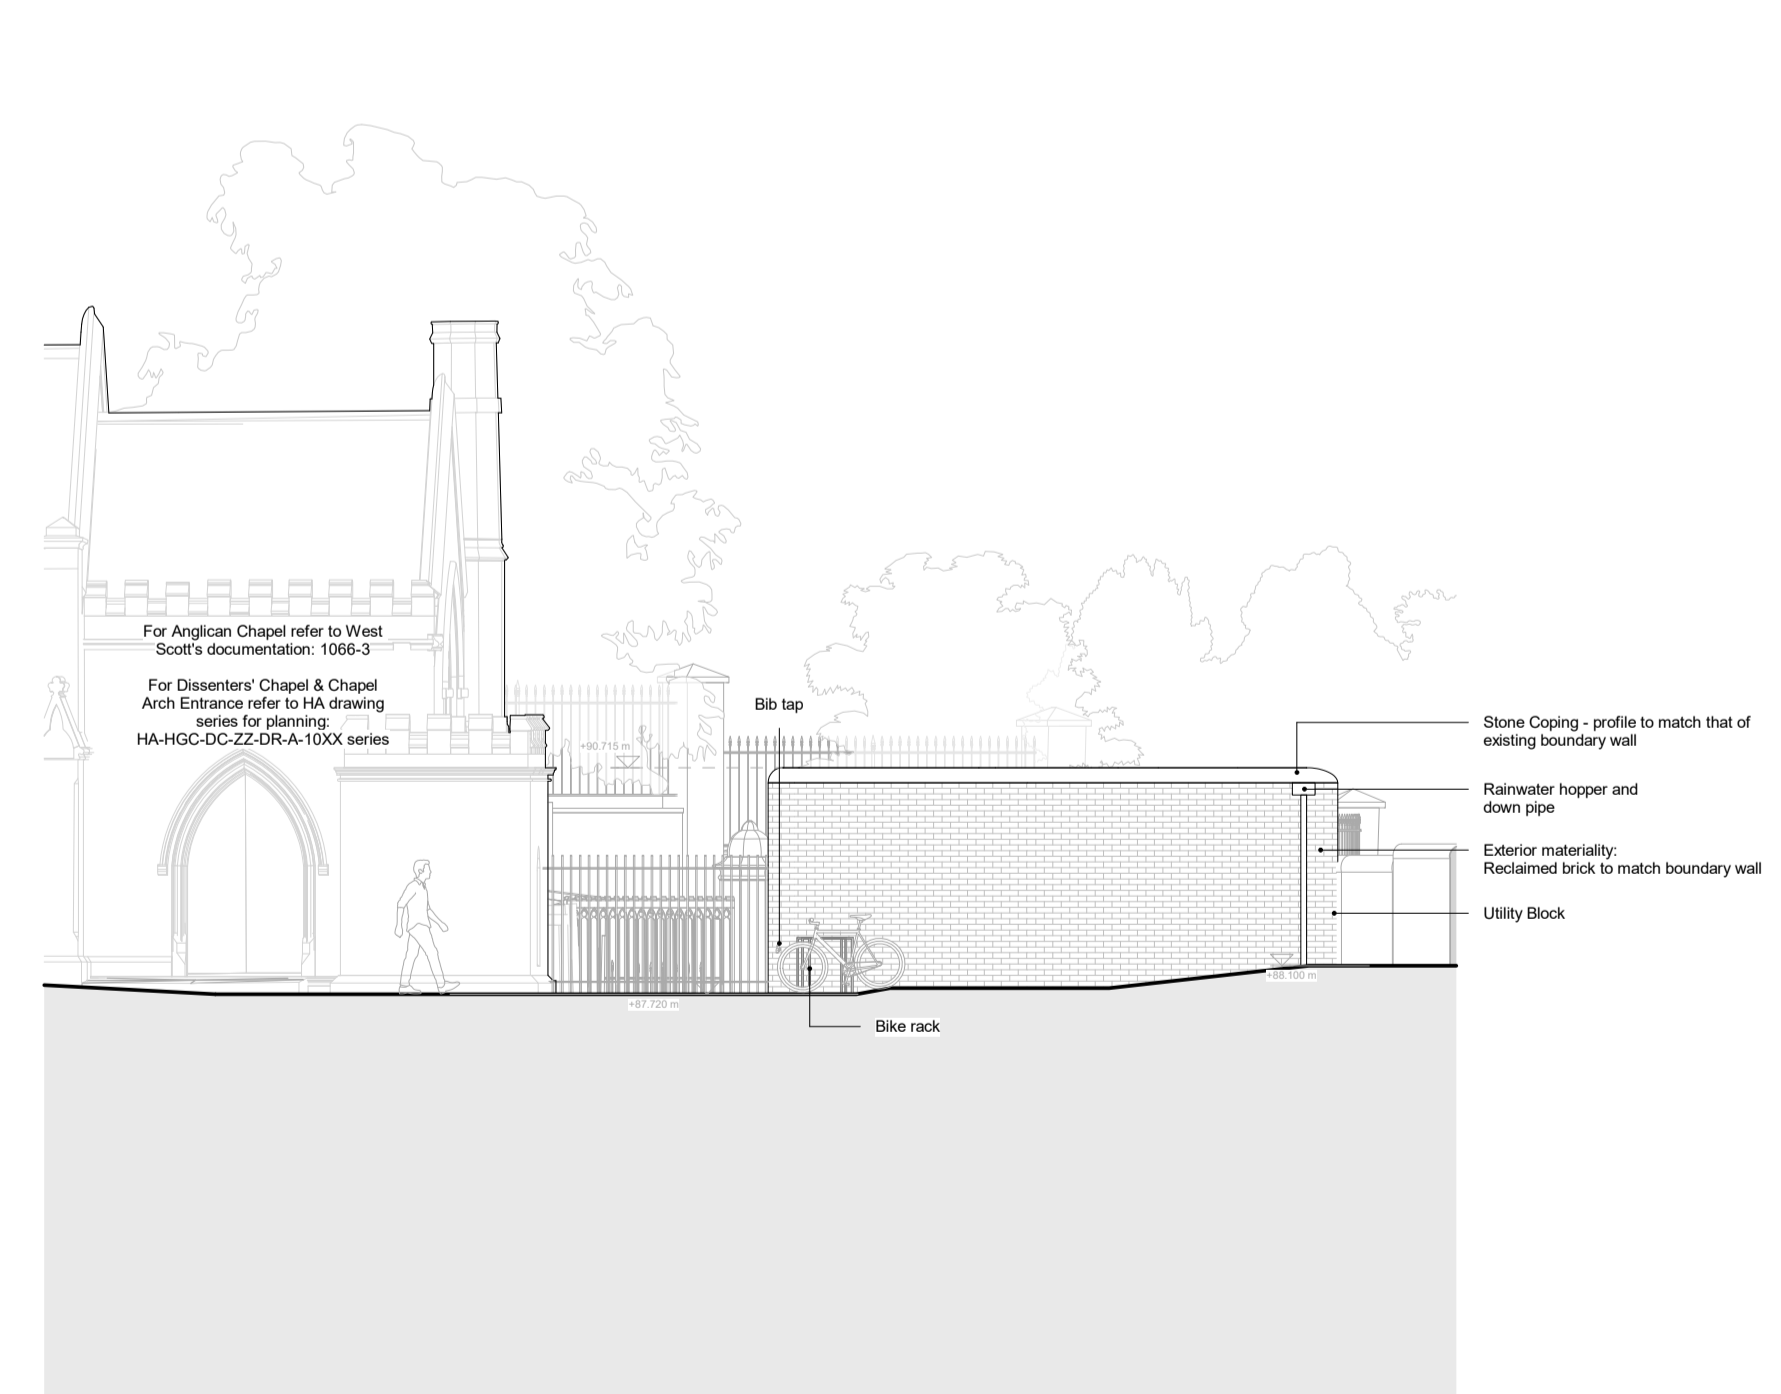 For Anglican Chapel refer to West
Scott's documentation: 1066-3
For Dissenters' Chapel & Chapel
Arch Entrance refer to HA drawing
series for planning:
HA-HGC-DC-ZZ-DR-A-10XX series
Bib tap
+90.715 m
Stone Coping - profile to match that of
existing boundary wall
Rainwater hopper and
down pipe
Exterior materiality:
Reclaimed brick to match boundary wall
Utility Block
+88.100 m
+87.720 m
Bike rack